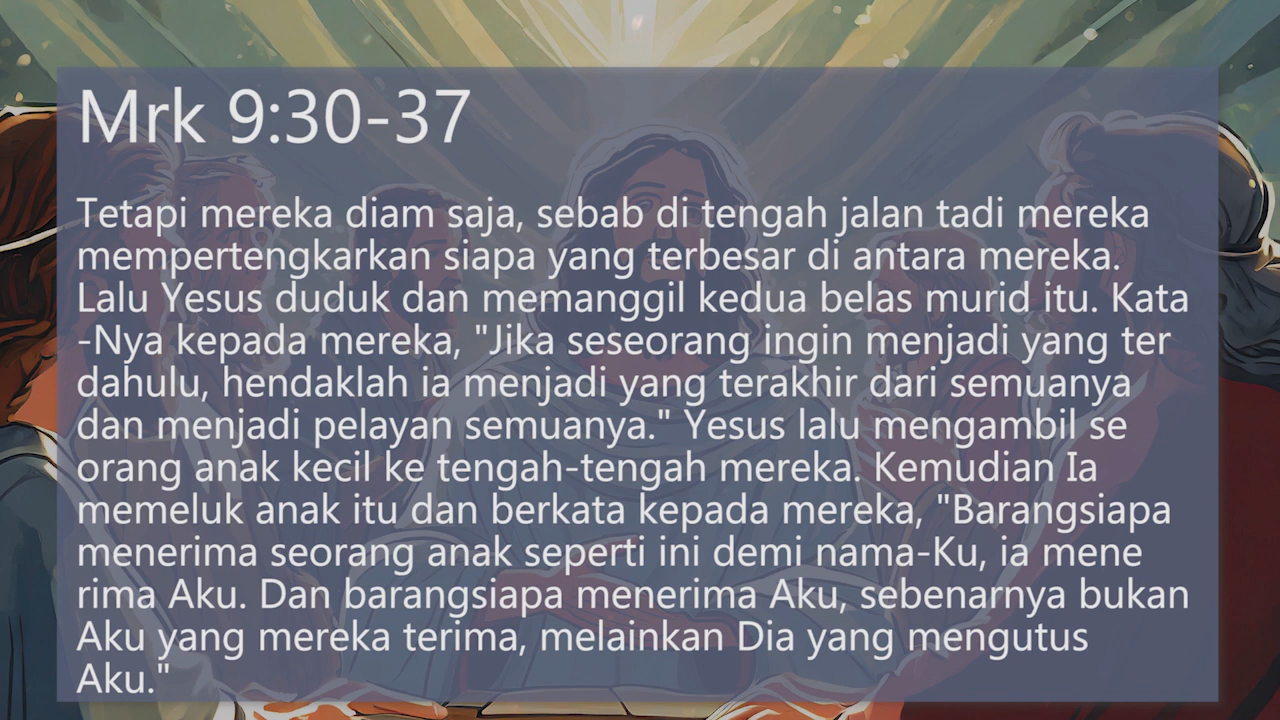 Mrk 9:30-37
Tetapi mereka diam saja, sebab di tengah jalan tadi mereka
mempertengkarkan siapa yang terbesar di antara mereka.
Lalu Yesus duduk dan memanggil kedua belas murid itu. Kata
-Nya kepada mereka, "Jika seseorang ingin menjadi yang ter
dahulu, hendaklah ia menjadi yang terakhir dari semuanya
dan menjadi pelayan semuanya." Yesus lalu mengambil se
orang anak kecil ke tengah-tengah mereka. Kemudian Ia
memeluk anak itu dan berkata kepada mereka, "Barangsiapa
menerima seorang anak seperti ini demi nama-Ku, ia mene
rima Aku. Dan barangsiapa menerima Aku, sebenarnya bukan
Aku yang mereka terima, melainkan Dia yang mengutus
Aku."